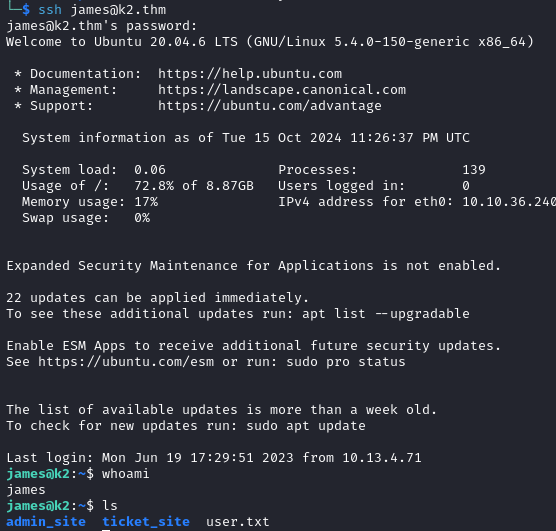 └─$ ssh james@k2.thm
james@k2.thm's password:
Welcome to Ubuntu 20.04.6 LTS (GNU/Linux 5.4.0-150-generic x86_64)

 * Documentation:  https://help.ubuntu.com
 * Management:     https://landscape.canonical.com
 * Support:        https://ubuntu.com/advantage

  System information as of Tue 15 Oct 2024 11:26:37 PM UTC

  System load:  0.06              Processes:             139
  Usage of /:   72.8% of 8.87GB   Users logged in:       0
  Memory usage: 17%               IPv4 address for eth0: 10.10.36.240
  Swap usage:   0%

Expanded Security Maintenance for Applications is not enabled.

22 updates can be applied immediately.
To see these additional updates run: apt list --upgradable

Enable ESM Apps to receive additional future security updates.
See https://ubuntu.com/esm or run: sudo pro status

The list of available updates is more than a week old.
To check for new updates run: sudo apt update

Last login: Mon Jun 19 17:29:51 2023 from 10.13.4.71
james@k2:~$ whoami
james
james@k2:~$ ls
admin_site  ticket_site  user.txt